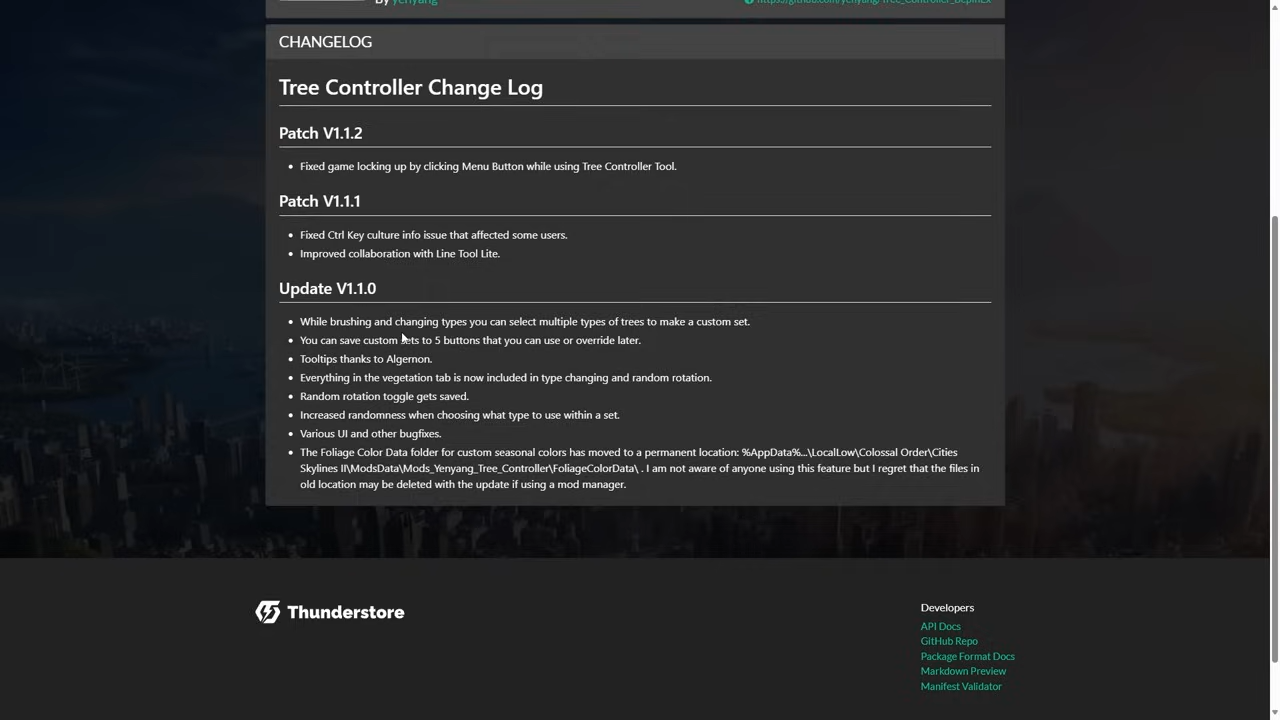 By yenyang
https://github.com/yenyang/Tree_Controller_BepInEx
CHANGELOG
Tree Controller Change Log
Patch V1.1.2
Fixed game locking up by clicking Menu Button while using Tree Controller Tool.
Patch V1.1.1
Fixed Ctrl Key culture info issue that affected some users.
Improved collaboration with Line Tool Lite.
Update V1.1.0
While brushing and changing types you can select multiple types of trees to make a custom set.
You can save custom sets to 5 buttons that you can use or override later.
Tooltips thanks to Algernon.
Everything in the vegetation tab is now included in type changing and random rotation.
Random rotation toggle gets saved.
Increased randomness when choosing what type to use within a set.
Various UI and other bugfixes.
The Foliage Color Data folder for custom seasonal colors has moved to a permanent location: %AppData%...\LocalLow\Colossal Order\Cities
Skylines II\ModsData\Mods_Yenyang_Tree_Controller\FoliageColorData\ . I am not aware of anyone using this feature but I regret that the files in
old location may be deleted with the update if using a mod manager.
Thunderstore
Developers
API Docs
GitHub Repo
Package Format Docs
Markdown Preview
Manifest Validator